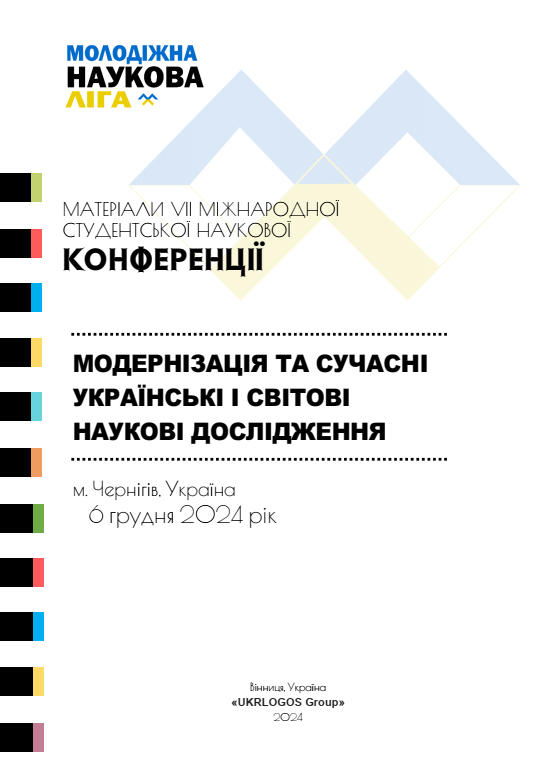 МОЛОДІЖНА
НАУКОВА
ЛІГА
МАТЕРІАЛИ VII МІЖНАРОДНОЇ
СТУДЕНТСЬКОЇ НАУКОВОЇ
КОНФЕРЕНЦІЇ
МОДЕРНІЗАЦІЯ ТА СУЧАСНІ
УКРАЇНСЬКІ І СВІТОВІ
НАУКОВІ ДОСЛІДЖЕННЯ
м. Чернігів, Україна
6 грудня 2024 рік
Вінниця, Україна
«UKRLOGOS Group»
2024